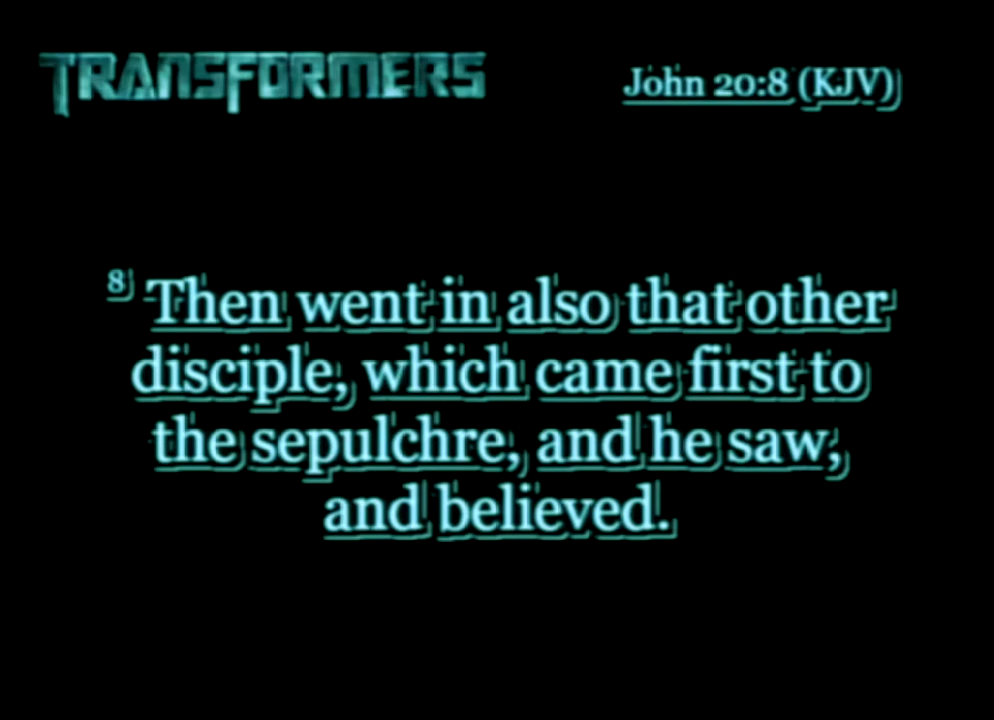 TRANSFORMERS
John 20:8 (KJV)
8 Then went in also that other
disciple, which came first to
the sepulchre, and he saw,
and believed.